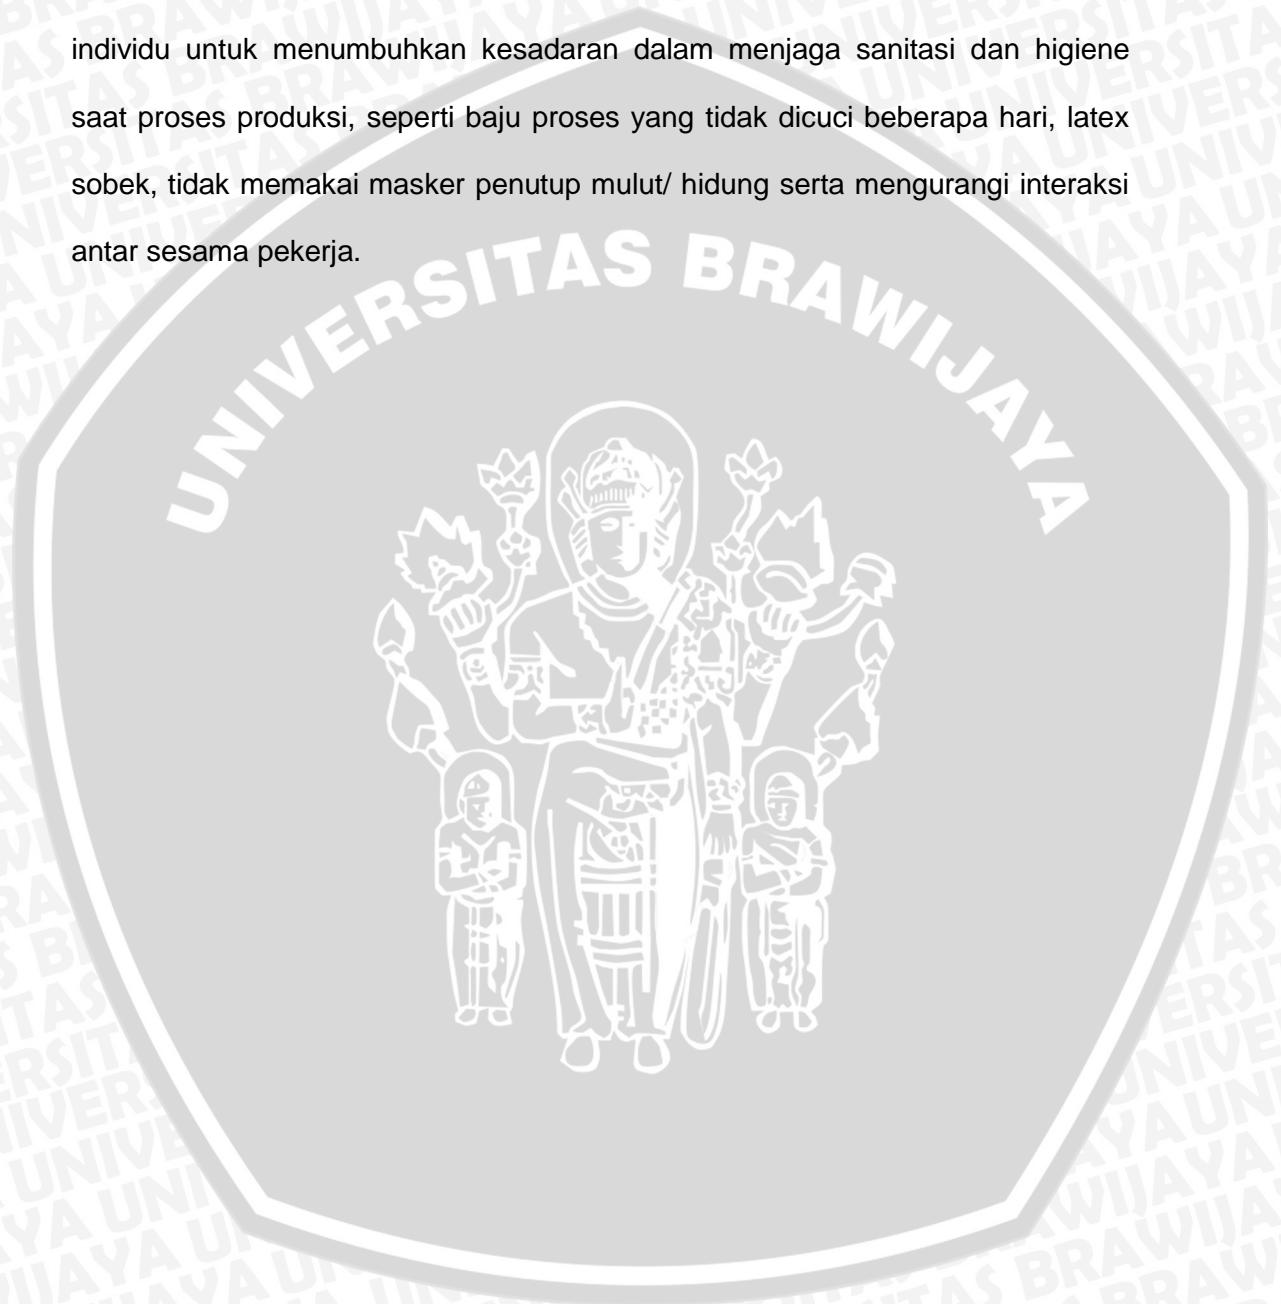 individu untuk menumbuhkan kesadaran dalam menjaga sanitasi dan higiene
saat proses produksi, seperti baju proses yang tidak dicuci beberapa hari, latex
sobek, tidak memakai masker penutup mulut/ hidung serta mengurangi interaksi
antar sesama pekerja.
UNIVERSITAS BRAWIJAYA